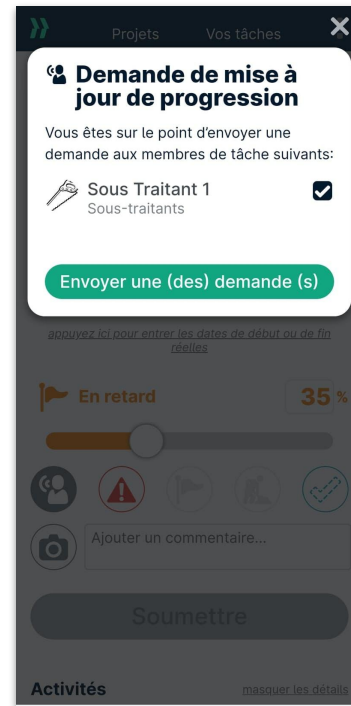 Projets Vos tâches
Demande de mise à
jour de progression
Vous êtes sur le point d'envoyer une
demande aux membres de tâche suivants:
Sous Traitant 1
Sous-traitants
Envoyer une (des) demande (s)
appuyez ici pour entrer les dates de début ou de fin
réelles
En retard 35 %
Ajouter un commentaire...
Soumettre
Activités masquer les détails